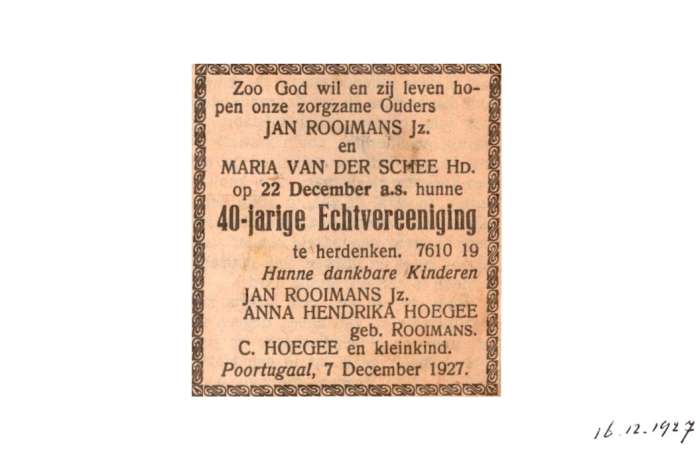 Zoo God wil en zij leven ho-
pen onze zorgzame Ouders
JAN ROOIMANS Jz.
en
MARIA VAN DER SCHEE HD.
op 22 December a.s. hunne
40-jarige Echtvereeniging
te herdenken. 7610 19
Hunne dankbare Kinderen
JAN ROOIMANS Jz.
ANNA HENDRIKA HOEGEE
geb. ROOIMANS.
C. HOEGEE en kleinkind.
Poortugaal, 7 December 1927.
16.12.1927